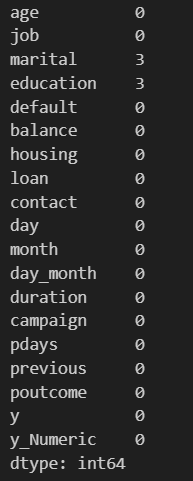 age 0
job 0
marital 3
education 3
default 0
balance 0
housing 0
loan 0
contact 0
day 0
month 0
day_month 0
duration 0
campaign 0
pdays 0
previous 0
poutcome 0
y 0
y_Numeric 0
dtype: int64